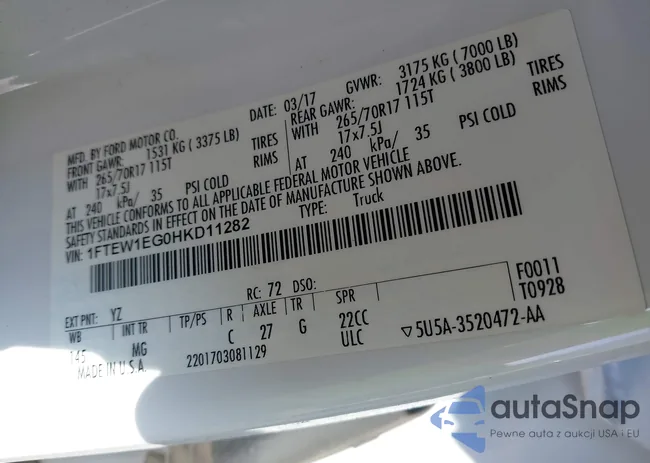 MFD. BY FORD MOTOR CO. DATE: 03/17 GVWR: 3175 KG ( 7000 LB)
FRONT GAWR: 1531 KG ( 3375 LB) REAR GAWR: 1724 KG ( 3800 LB)
WITH 265/70R17 115T TIRES WITH 265/70R17 115T TIRES
17x7.5J RIMS 17x7.5J RIMS
AT 240 kPa/ 35 PSI COLD AT 240 kPa/ 35 PSI COLD
THIS VEHICLE CONFORMS TO ALL APPLICABLE FEDERAL MOTOR VEHICLE
SAFETY STANDARDS IN EFFECT ON THE DATE OF MANUFACTURE SHOWN ABOVE.
VIN: 1FTEW1EG0HKD11282 TYPE: Truck
EXT PNT: YZ RC: 72 DSO: F0011
WB INT TR TP/PS R AXLE TR SPR T0928
145 MG C 27 G 22CC ▽5U5A-3520472-AA
MADE IN U.S.A. 2201703081129 ULC
autaSnap
Pewne auta z aukcji USA i EU